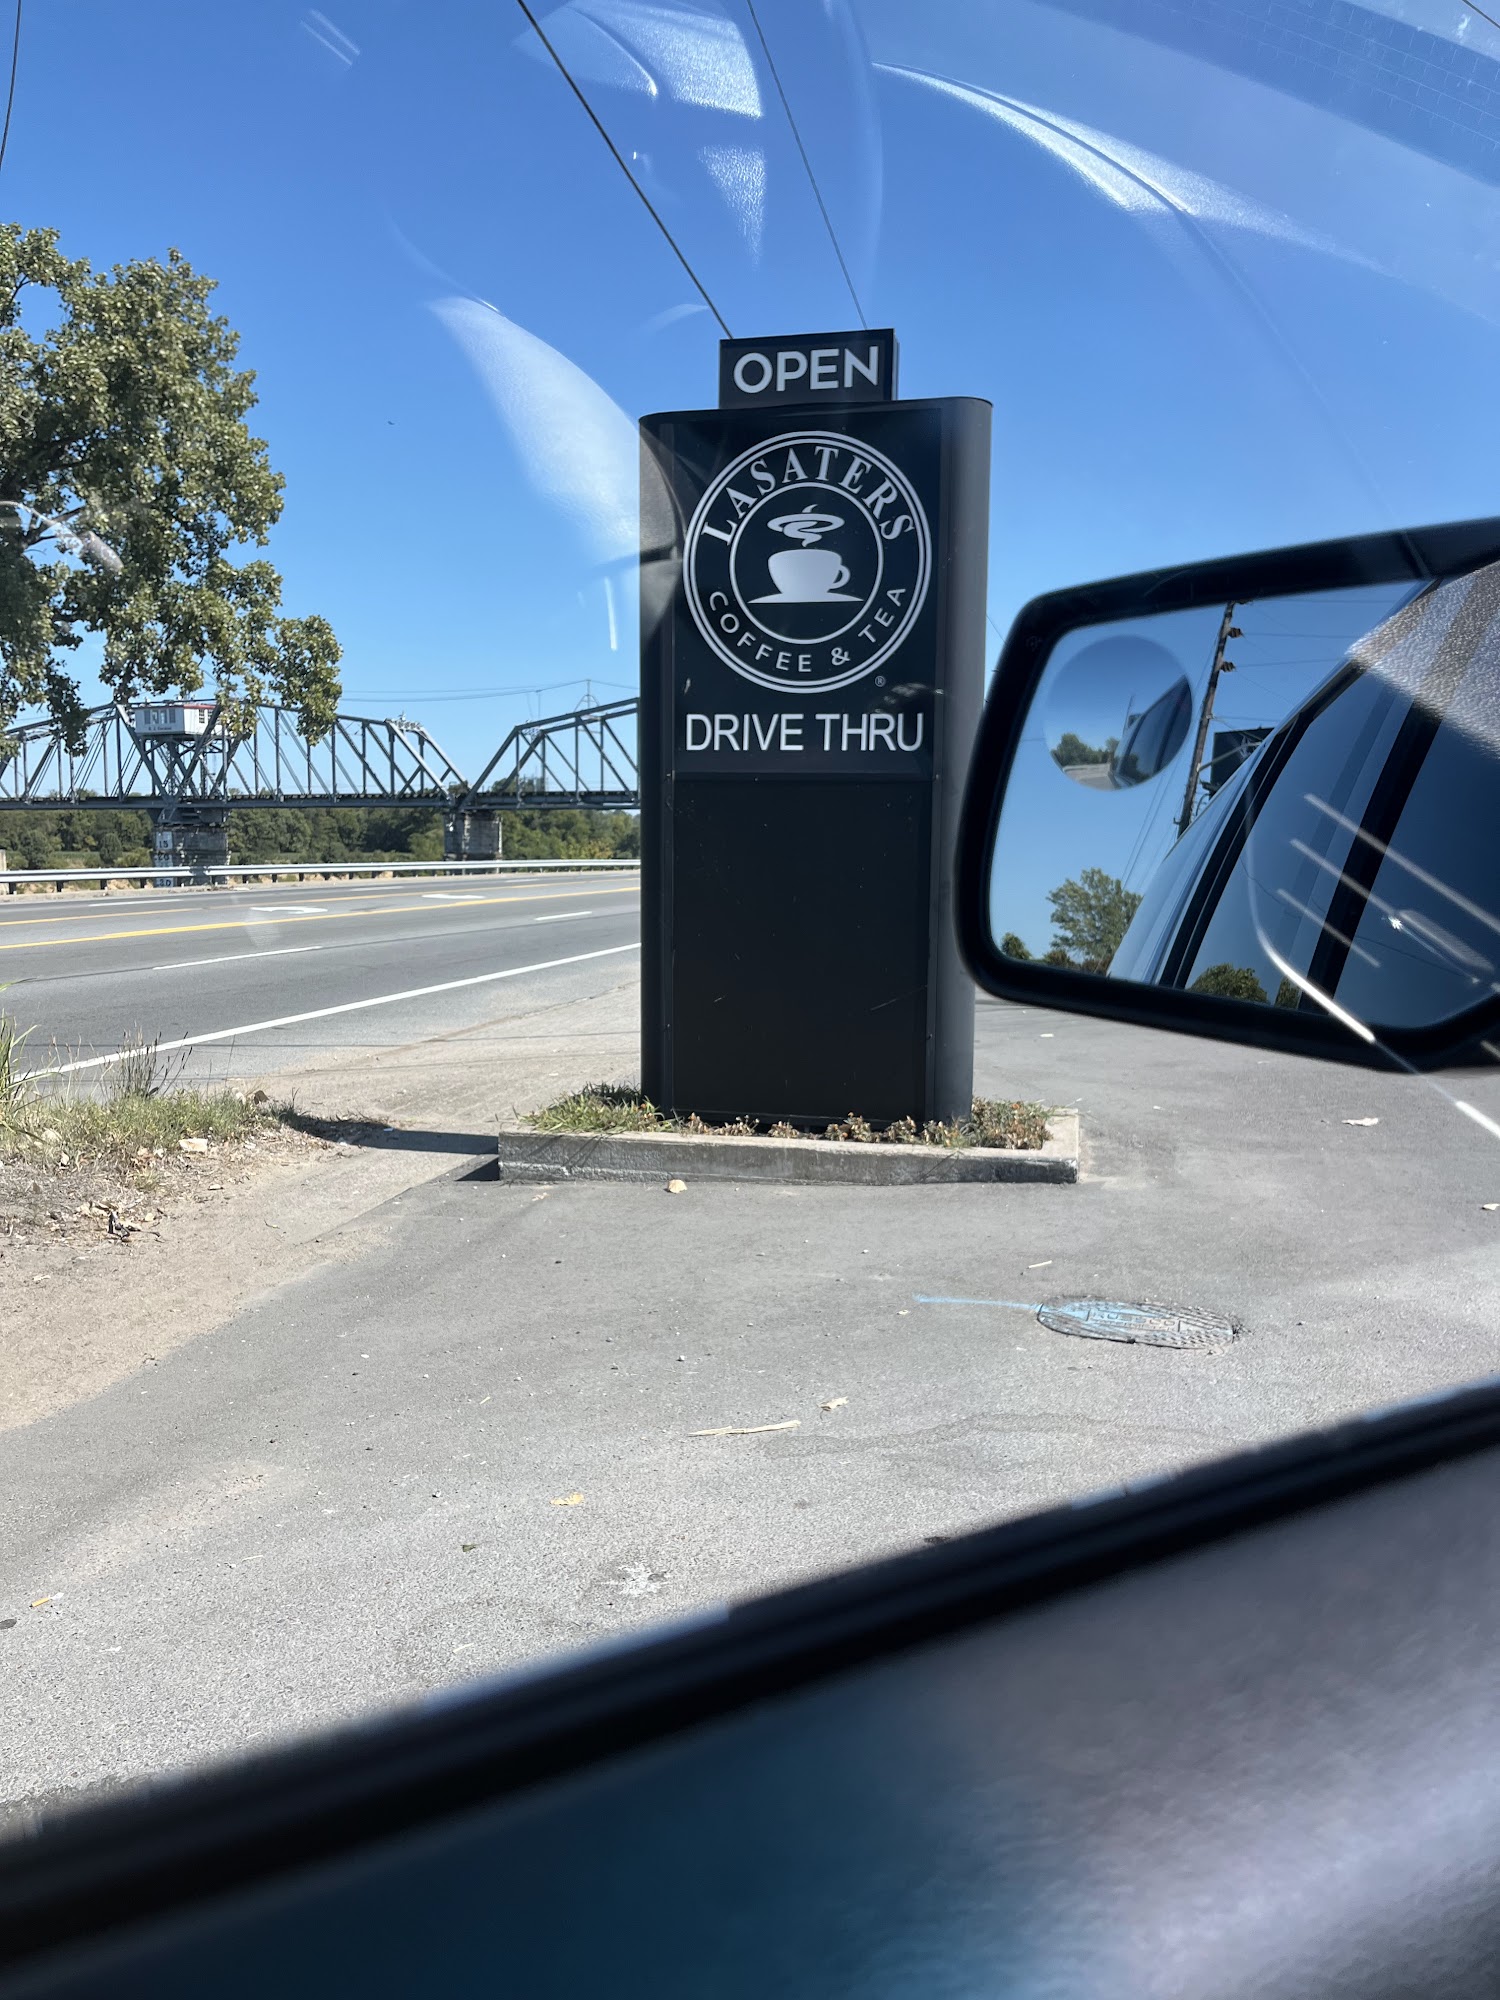 OPEN
LASATERS
COFFEE & TEA
®
DRIVE THRU